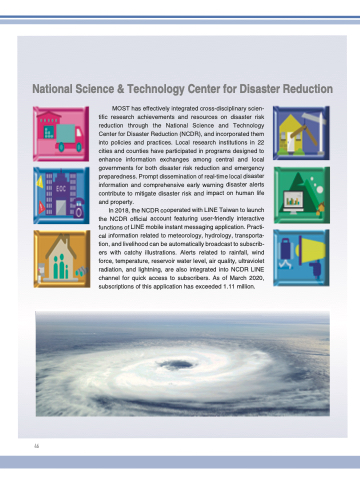 National Science & Technology Center for Disaster Reduction
MOST has effectively integrated cross-disciplinary scien-
tific research achievements and resources on disaster risk
reduction through the National Science and Technology
Center for Disaster Reduction (NCDR), and incorporated them
into policies and practices. Local research institutions in 22
cities and counties have participated in programs designed to
enhance information exchanges among central and local
governments for both disaster risk reduction and emergency
preparedness. Prompt dissemination of real-time local disaster
information and comprehensive early warning disaster alerts
contribute to mitigate disaster risk and impact on human life
and property.
In 2018, the NCDR cooperated with LINE Taiwan to launch
the NCDR official account featuring user-friendly interactive
functions of LINE mobile instant messaging application. Practi-
cal information related to meteorology, hydrology, transporta-
tion, and livelihood can be automatically broadcast to subscrib-
ers with catchy illustrations. Alerts related to rainfall, wind
force, temperature, reservoir water level, air quality, ultraviolet
radiation, and lightning, are also integrated into NCDR LINE
channel for quick access to subscribers. As of March 2020,
subscriptions of this application has exceeded 1.11 million.
EOC